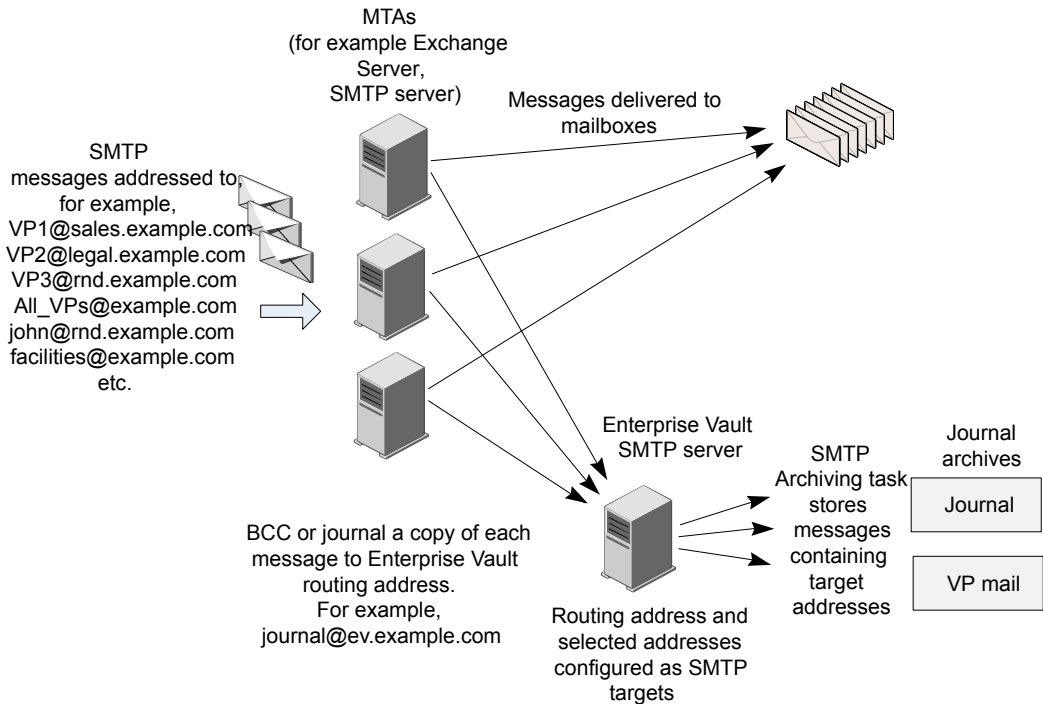 MTAs
(for example Exchange
Server,
SMTP server)
Messages delivered to
mailboxes
SMTP
messages addressed to,
for example,
VP1@sales.example.com
VP2@legal.example.com
VP3@rnd.example.com
All_VPs@example.com
john@rnd.example.com
facilities@example.com
etc.
Enterprise Vault
SMTP server
BCC or journal a copy of each
message to Enterprise Vault
routing address.
For example,
journal@ev.example.com
Routing address and
selected addresses
configured as SMTP
targets
SMTP
Archiving task
stores
messages
containing
target
addresses
Journal
archives
Journal
VP mail